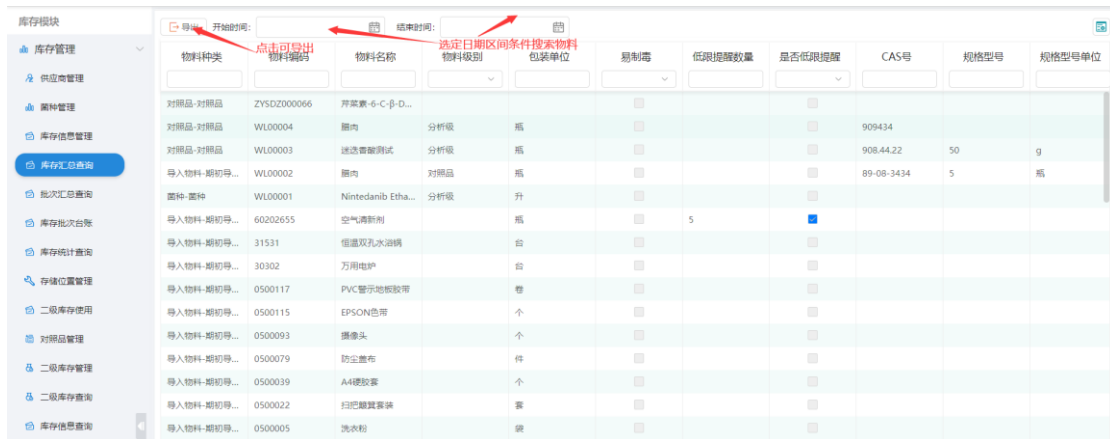 库存模块
库存管理
供应商管理
菌种管理
库存信息管理
库存汇总查询
批次汇总查询
库存批次台账
库存统计查询
存储位置管理
二级库存使用
对照品管理
二级库存管理
二级库存查询
库存信息查询
导出 开始时间: 结束时间:
点击可导出 选定日期区间条件搜索物料
物料种类 物料编码 物料名称 物料级别 包装单位 易制毒 低限提醒数量 是否低限提醒 CAS号 规格型号 规格型号单位
对照品-对照品 ZYSDZ000066 芹菜素-6-C-β-D...
对照品-对照品 WL00004 腊肉 分析级 瓶 909434
对照品-对照品 WL00003 迷迭香酸测试 分析级 瓶 908.44.22 50 g
导入物料-期初导... WL00002 腊肉 对照品 瓶 89-08-3434 5 瓶
菌种-菌种 WL00001 Nintedanib Etha... 分析级 升
导入物料-期初导... 60202655 空气清新剂 瓶 5
导入物料-期初导... 31531 恒温双孔水浴锅 台
导入物料-期初导... 30302 万用电炉 台
导入物料-期初导... 0500117 PVC警示地板胶带 卷
导入物料-期初导... 0500115 EPSON色带 个
导入物料-期初导... 0500093 摄像头 个
导入物料-期初导... 0500079 防尘盖布 件
导入物料-期初导... 0500039 A4硬胶套 个
导入物料-期初导... 0500022 扫把簸箕套装 套
导入物料-期初导... 0500005 洗衣粉 袋